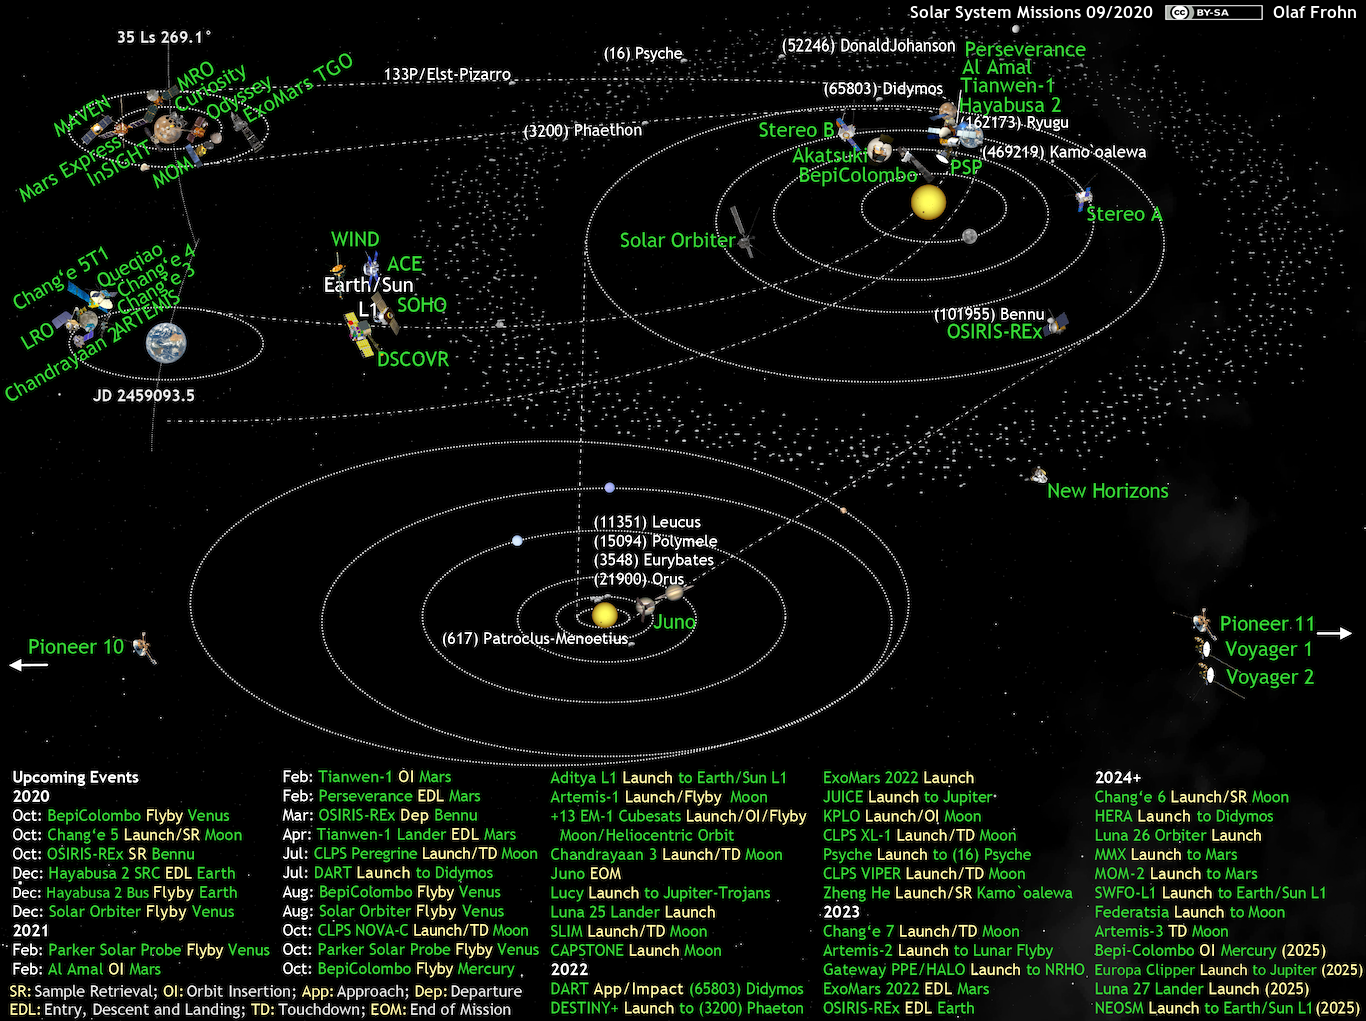 Solar System Missions 09/2020 cc BY-SA Olaf Frohn
35 Ls 269.1°
MRO
Curiosity
Odyssey
ExoMars TGO
MAVEN
Mars Express
InSIGHT
MOM
133P/Elst-Pizarro
(16) Psyche
(52246) DonaldJohanson
(65803) Didymos
(3200) Phaethon
Perseverance
Al Amal
Tianwen-1
Hayabusa 2
(162173) Ryugu
(469219) Kamo`oalewa
Stereo B
Akatsuki
BepiColombo
PSP
Stereo A
Solar Orbiter
(101955) Bennu
OSIRIS-REx
Chang‘e 5T1
Queqiao
Chang‘e 4
Chang‘e 3
ARTEMIS
LRO
Chandrayaan 2
JD 2459093.5
WIND
ACE
Earth/Sun
L1
SOHO
DSCOVR
New Horizons
(11351) Leucus
(15094) Polymele
(3548) Eurybates
(21900) Orus
Juno
(617) Patroclus-Menoetius
Pioneer 10
Pioneer 11
Voyager 1
Voyager 2
Upcoming Events
2020
Oct: BepiColombo Flyby Venus
Oct: Chang‘e 5 Launch/SR Moon
Oct: OSIRIS-REx SR Bennu
Dec: Hayabusa 2 SRC EDL Earth
Dec: Hayabusa 2 Bus Flyby Earth
Dec: Solar Orbiter Flyby Venus
2021
Feb: Parker Solar Probe Flyby Venus
Feb: Al Amal OI Mars
Feb: Tianwen-1 OI Mars
Feb: Perseverance EDL Mars
Mar: OSIRIS-REx Dep Bennu
Apr: Tianwen-1 Lander EDL Mars
Jul: CLPS Peregrine Launch/TD Moon
Jul: DART Launch to Didymos
Aug: BepiColombo Flyby Venus
Aug: Solar Orbiter Flyby Venus
Oct: CLPS NOVA-C Launch/TD Moon
Oct: Parker Solar Probe Flyby Venus
Oct: BepiColombo Flyby Mercury
Aditya L1 Launch to Earth/Sun L1
Artemis-1 Launch/Flyby Moon
+13 EM-1 Cubesats Launch/OI/Flyby
Moon/Heliocentric Orbit
Chandrayaan 3 Launch/TD Moon
Juno EOM
Lucy Launch to Jupiter-Trojans
Luna 25 Lander Launch
SLIM Launch/TD Moon
CAPSTONE Launch Moon
2022
DART App/Impact (65803) Didymos
DESTINY+ Launch to (3200) Phaeton
ExoMars 2022 Launch
JUICE Launch to Jupiter
KPLO Launch/OI Moon
CLPS XL-1 Launch/TD Moon
Psyche Launch to (16) Psyche
CLPS VIPER Launch/TD Moon
Zheng He Launch/SR Kamo`oalewa
2023
Chang‘e 7 Launch/TD Moon
Artemis-2 Launch to Lunar Flyby
Gateway PPE/HALO Launch to NRHO
ExoMars 2022 EDL Mars
OSIRIS-REx EDL Earth
2024+
Chang‘e 6 Launch/SR Moon
HERA Launch to Didymos
Luna 26 Orbiter Launch
MMX Launch to Mars
MOM-2 Launch to Mars
SWFO-L1 Launch to Earth/Sun L1
Federatsia Launch to Moon
Artemis-3 TD Moon
Bepi-Colombo OI Mercury (2025)
Europa Clipper Launch to Jupiter (2025)
Luna 27 Lander Launch (2025)
NEOSM Launch to Earth/Sun L1 (2025)
SR: Sample Retrieval; OI: Orbit Insertion; App: Approach; Dep: Departure
EDL: Entry, Descent and Landing; TD: Touchdown; EOM: End of Mission